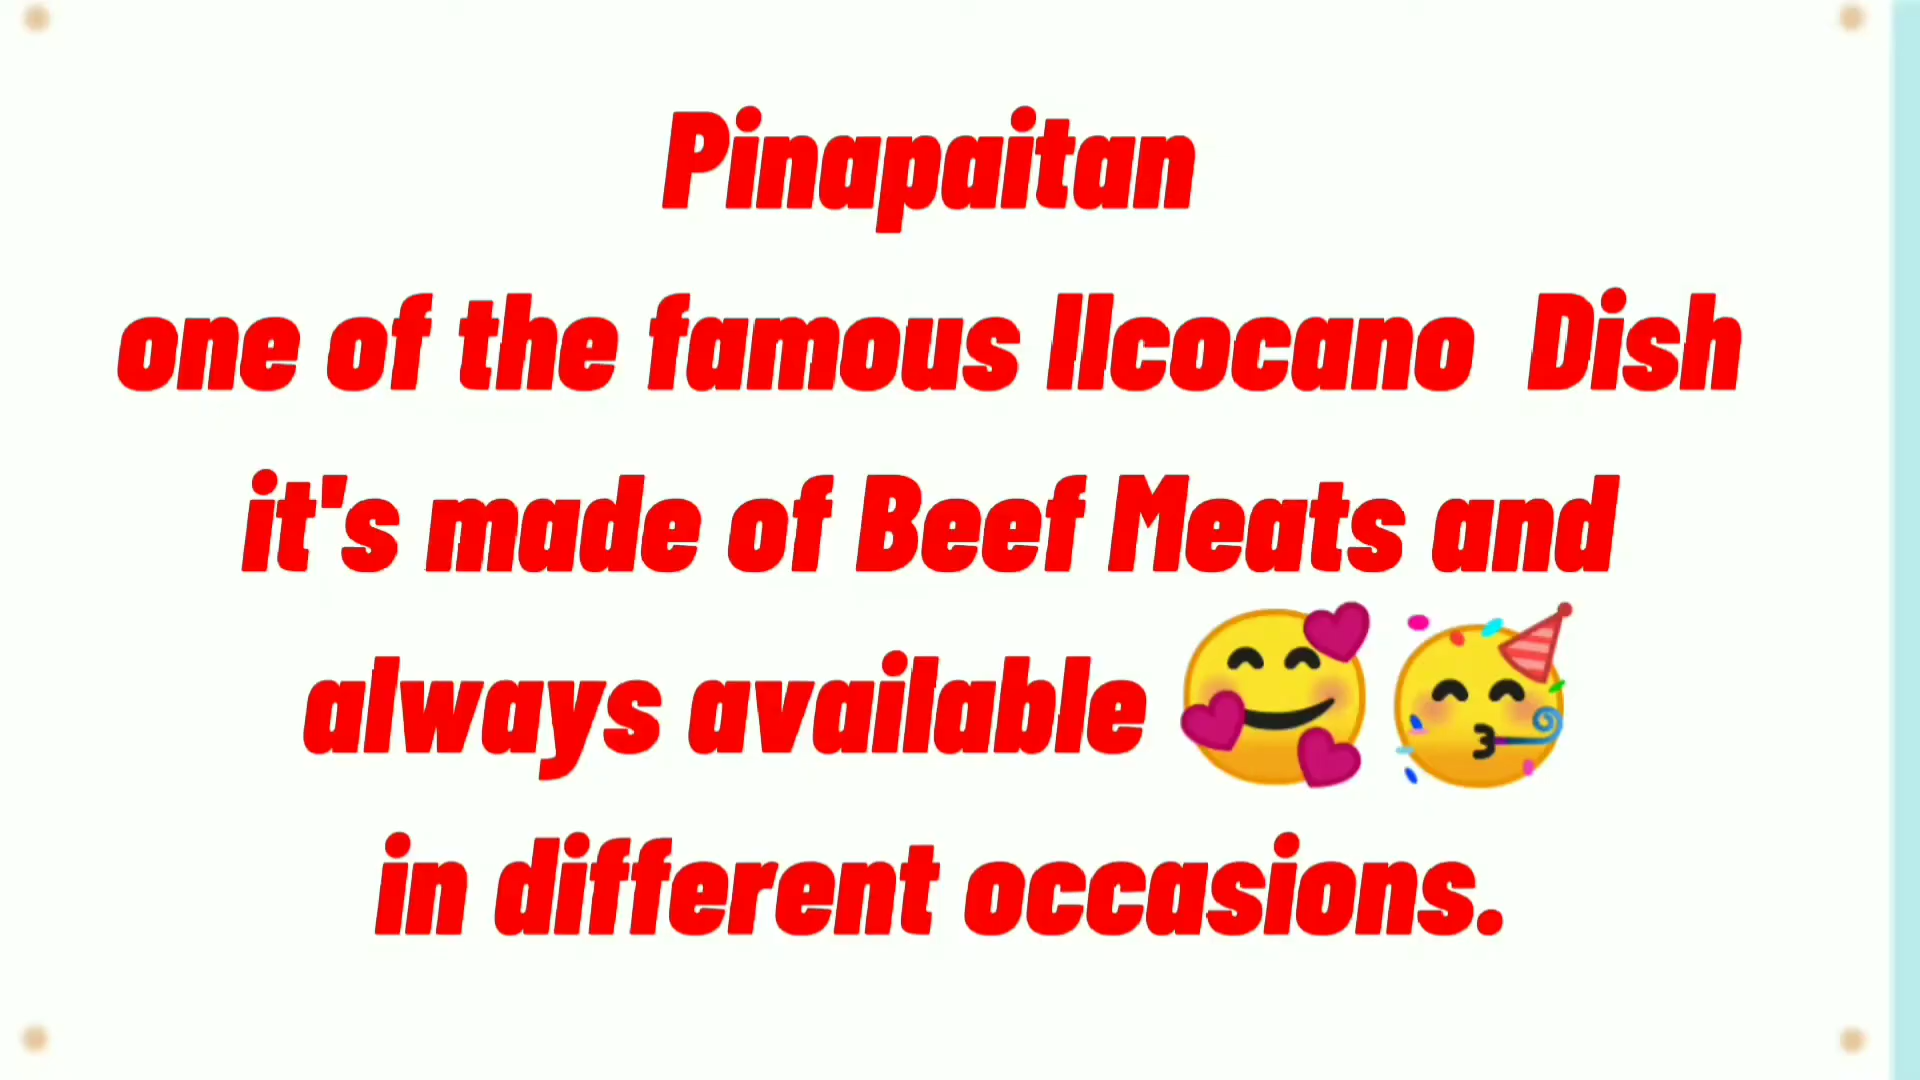 Pinapaitan
one of the famous Ilcocano Dish
it's made of Beef Meats and
always available 🥰🥳
in different occasions.